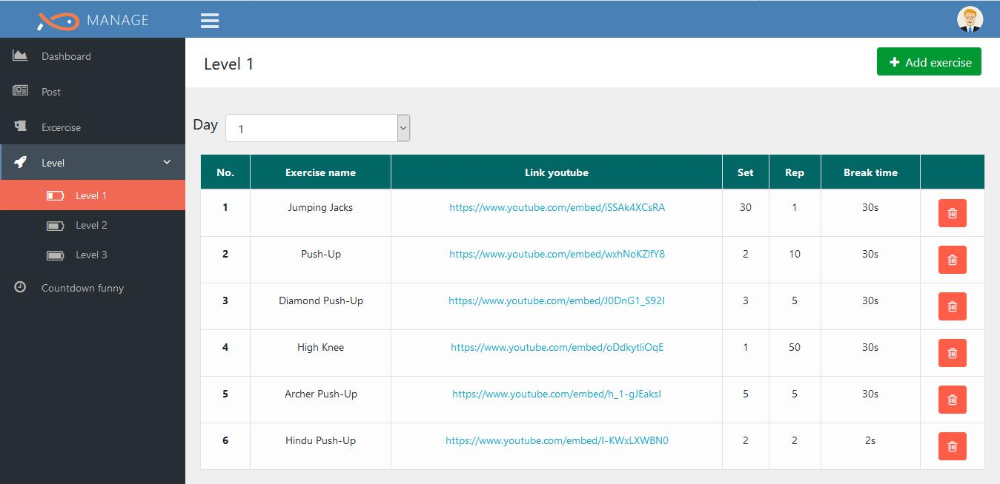 MANAGE
Dashboard
Post
Excercise
Level
Level 1
Level 2
Level 3
Countdown funny
Level 1
Add exercise
Day 1
No. Exercise name Link youtube Set Rep Break time
1 Jumping Jacks https://www.youtube.com/embed/iSSAk4XCsRA 30 1 30s
2 Push-Up https://www.youtube.com/embed/wxhNoKZlfY8 2 10 30s
3 Diamond Push-Up https://www.youtube.com/embed/J0DnG1_S92I 3 5 30s
4 High Knee https://www.youtube.com/embed/oDdkytliOqE 1 50 30s
5 Archer Push-Up https://www.youtube.com/embed/h_1-gJEaksI 5 5 30s
6 Hindu Push-Up https://www.youtube.com/embed/I-KWxLXWBN0 2 2 2s